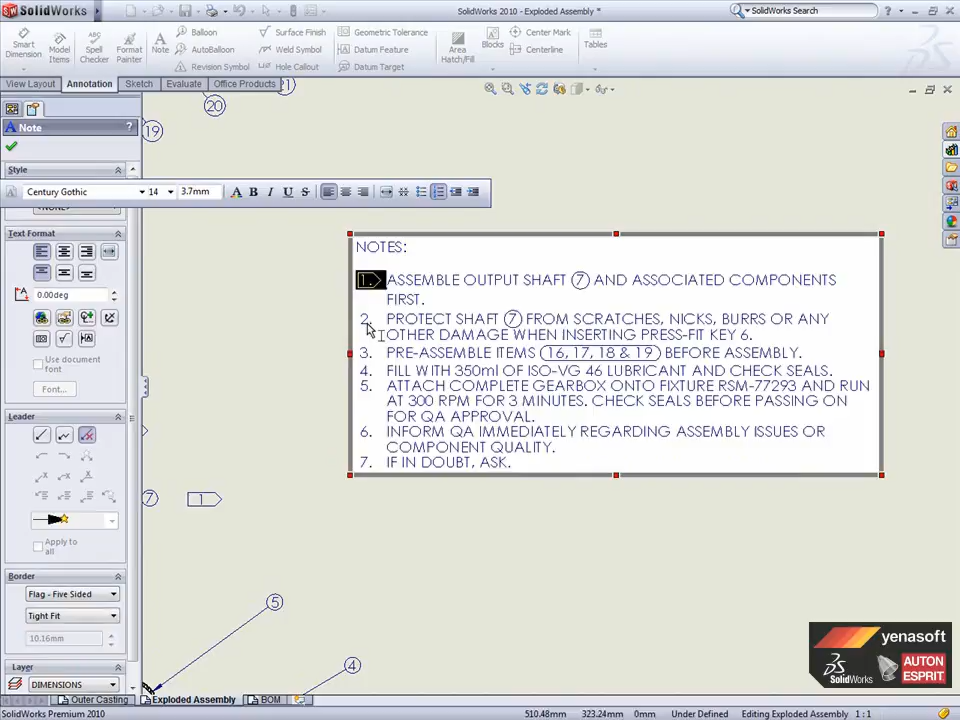 SolidWorks
SolidWorks 2010 - Exploded Assembly *
SolidWorks Search
Smart Dimension
Model Items
Spell Checker
Format Painter
Note
Balloon
AutoBalloon
Revision Symbol
Surface Finish
Weld Symbol
Hole Callout
Geometric Tolerance
Datum Feature
Datum Target
Area Hatch/Fill
Blocks
Center Mark
Centerline
Tables
View Layout
Annotation
Sketch
Evaluate
Office Products
21
20
19
Note
?
Style
<NONE>
Century Gothic
14
3.7mm
Text Format
0.00deg
Use document font
Font...
Leader
Apply to all
Border
Flag - Five Sided
Tight Fit
10.16mm
Layer
DIMENSIONS
NOTES:
1. ASSEMBLE OUTPUT SHAFT 7 AND ASSOCIATED COMPONENTS
FIRST.
2. PROTECT SHAFT 7 FROM SCRATCHES, NICKS, BURRS OR ANY
OTHER DAMAGE WHEN INSERTING PRESS-FIT KEY 6.
3. PRE-ASSEMBLE ITEMS 16, 17, 18 & 19 BEFORE ASSEMBLY.
4. FILL WITH 350ml OF ISO-VG 46 LUBRICANT AND CHECK SEALS.
5. ATTACH COMPLETE GEARBOX ONTO FIXTURE RSM-77293 AND RUN
AT 300 RPM FOR 3 MINUTES. CHECK SEALS BEFORE PASSING ON
FOR QA APPROVAL.
6. INFORM QA IMMEDIATELY REGARDING ASSEMBLY ISSUES OR
COMPONENT QUALITY.
7. IF IN DOUBT, ASK.
7
1
5
4
yenasoft
SolidWorks
AUTON
ESPRIT
Outer Casting
Exploded Assembly
BOM
SolidWorks Premium 2010
510.48mm
323.24mm
0mm
Under Defined
Editing Exploded Assembly
1 : 1